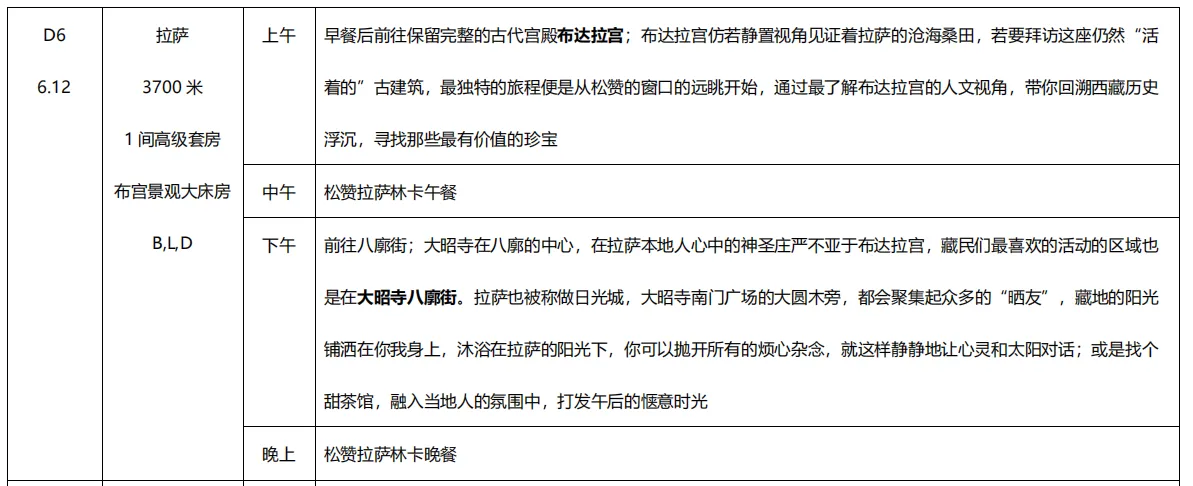 D6
6.12
拉萨
3700 米
1 间高级套房
布宫景观大床房
B,L,D
上午
早餐后前往保留完整的古代宫殿布达拉宫；布达拉宫仿若静置视角见证着拉萨的沧海桑田，若要拜访这座仍然“活
着的”古建筑，最独特的旅程便是从松赞的窗口的远眺开始，通过最了解布达拉宫的人文视角，带你回溯西藏历史
浮沉，寻找那些最有价值的珍宝
中午
松赞拉萨林卡午餐
下午
前往八廓街；大昭寺在八廓的中心，在拉萨本地人心中的神圣庄严不亚于布达拉宫，藏民们最喜欢的活动的区域也
是在大昭寺八廓街。拉萨也被称做日光城，大昭寺南门广场的大圆木旁，都会聚集起众多的“晒友”，藏地的阳光
铺洒在你我身上，沐浴在拉萨的阳光下，你可以抛开所有的烦心杂念，就这样静静地让心灵和太阳对话；或是找个
甜茶馆，融入当地人的氛围中，打发午后的惬意时光
晚上
松赞拉萨林卡晚餐